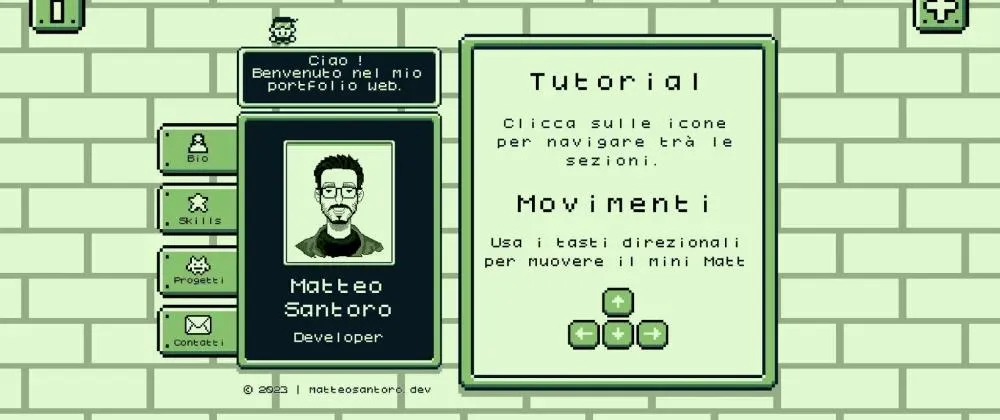 Ciao !
Benvenuto nel mio
portfolio web.
Bio
Skills
Progetti
Contatti
Matteo
Santoro
Developer
© 2023 | matteosantoro.dev
Tutorial
Clicca sulle icone
per navigare trà le
sezioni.
Movimenti
Usa i tasti direzionali
per muovere il mini Matt